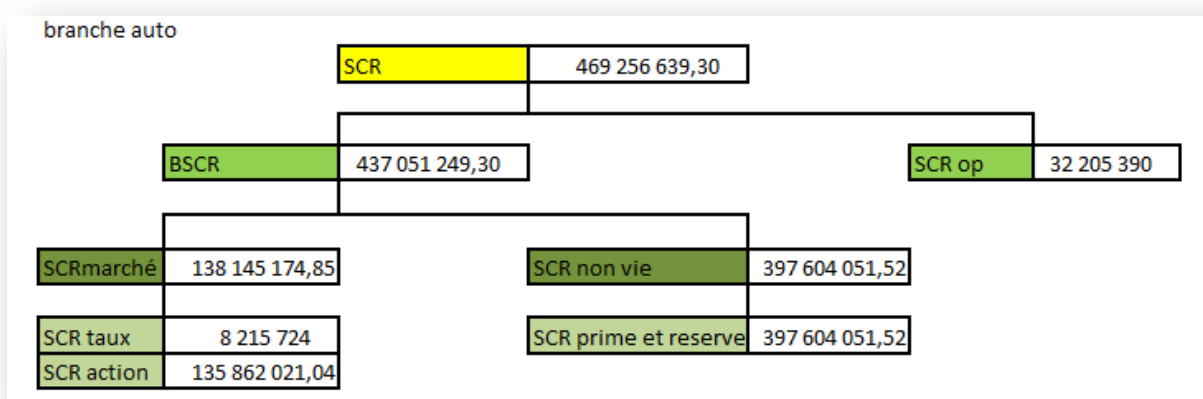 branche auto
SCR 469 256 639,30
BSCR 437 051 249,30 SCR op 32 205 390
SCRmarché 138 145 174,85 SCR non vie 397 604 051,52
SCR taux 8 215 724 SCR prime et reserve 397 604 051,52
SCR action 135 862 021,04